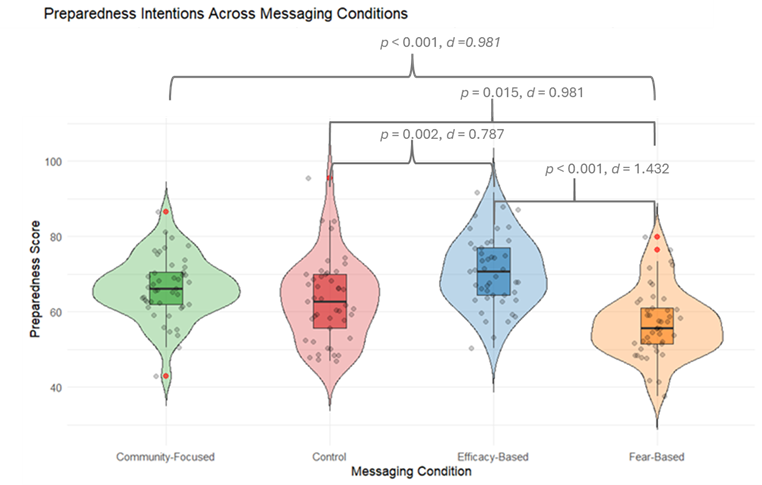 Preparedness Intentions Across Messaging Conditions
p < 0.001, d =0.981
p = 0.015, d = 0.981
p = 0.002, d = 0.787
p < 0.001, d = 1.432
100
80
60
40
Preparedness Score
Community-Focused
Control
Efficacy-Based
Fear-Based
Messaging Condition